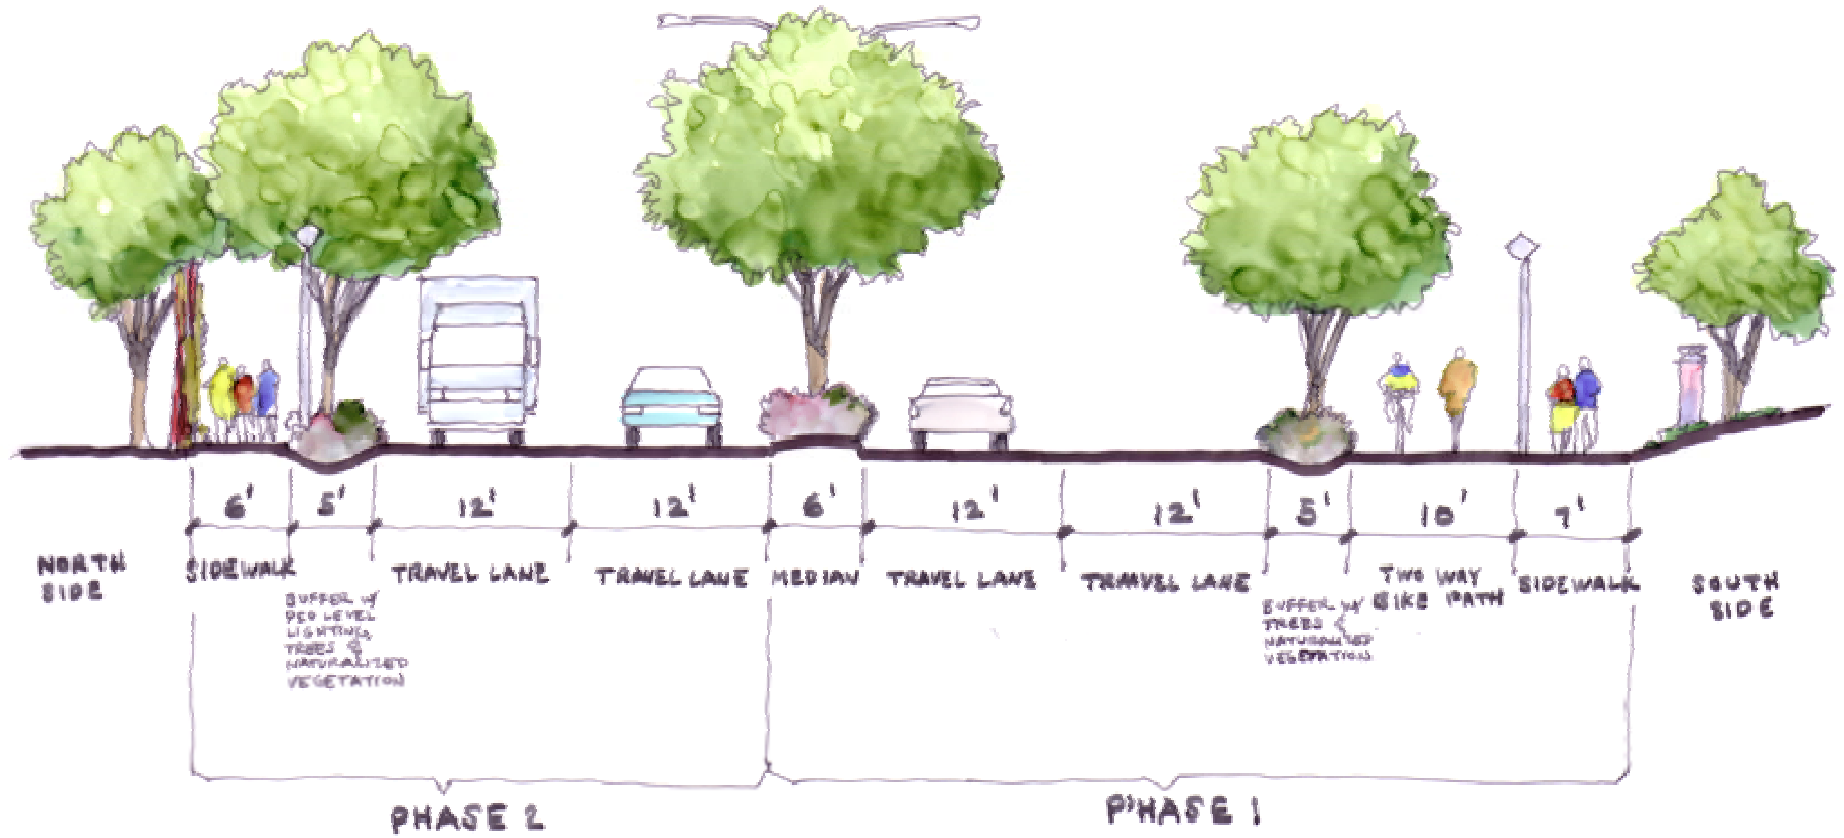 6' 5' 12' 12' 6' 12' 12' 5' 10' 7'
NORTH
SIDE
SIDEWALK
BUFFER W/
PED LEVEL
LIGHTING,
TREES &
NATURALIZED
VEGETATION
TRAVEL LANE
TRAVEL LANE
MEDIAN
TRAVEL LANE
TRAVEL LANE
BUFFER W/
TREES &
NATURALIZED
VEGETATION
TWO WAY
BIKE PATH
SIDEWALK
SOUTH
SIDE
PHASE 2
PHASE 1